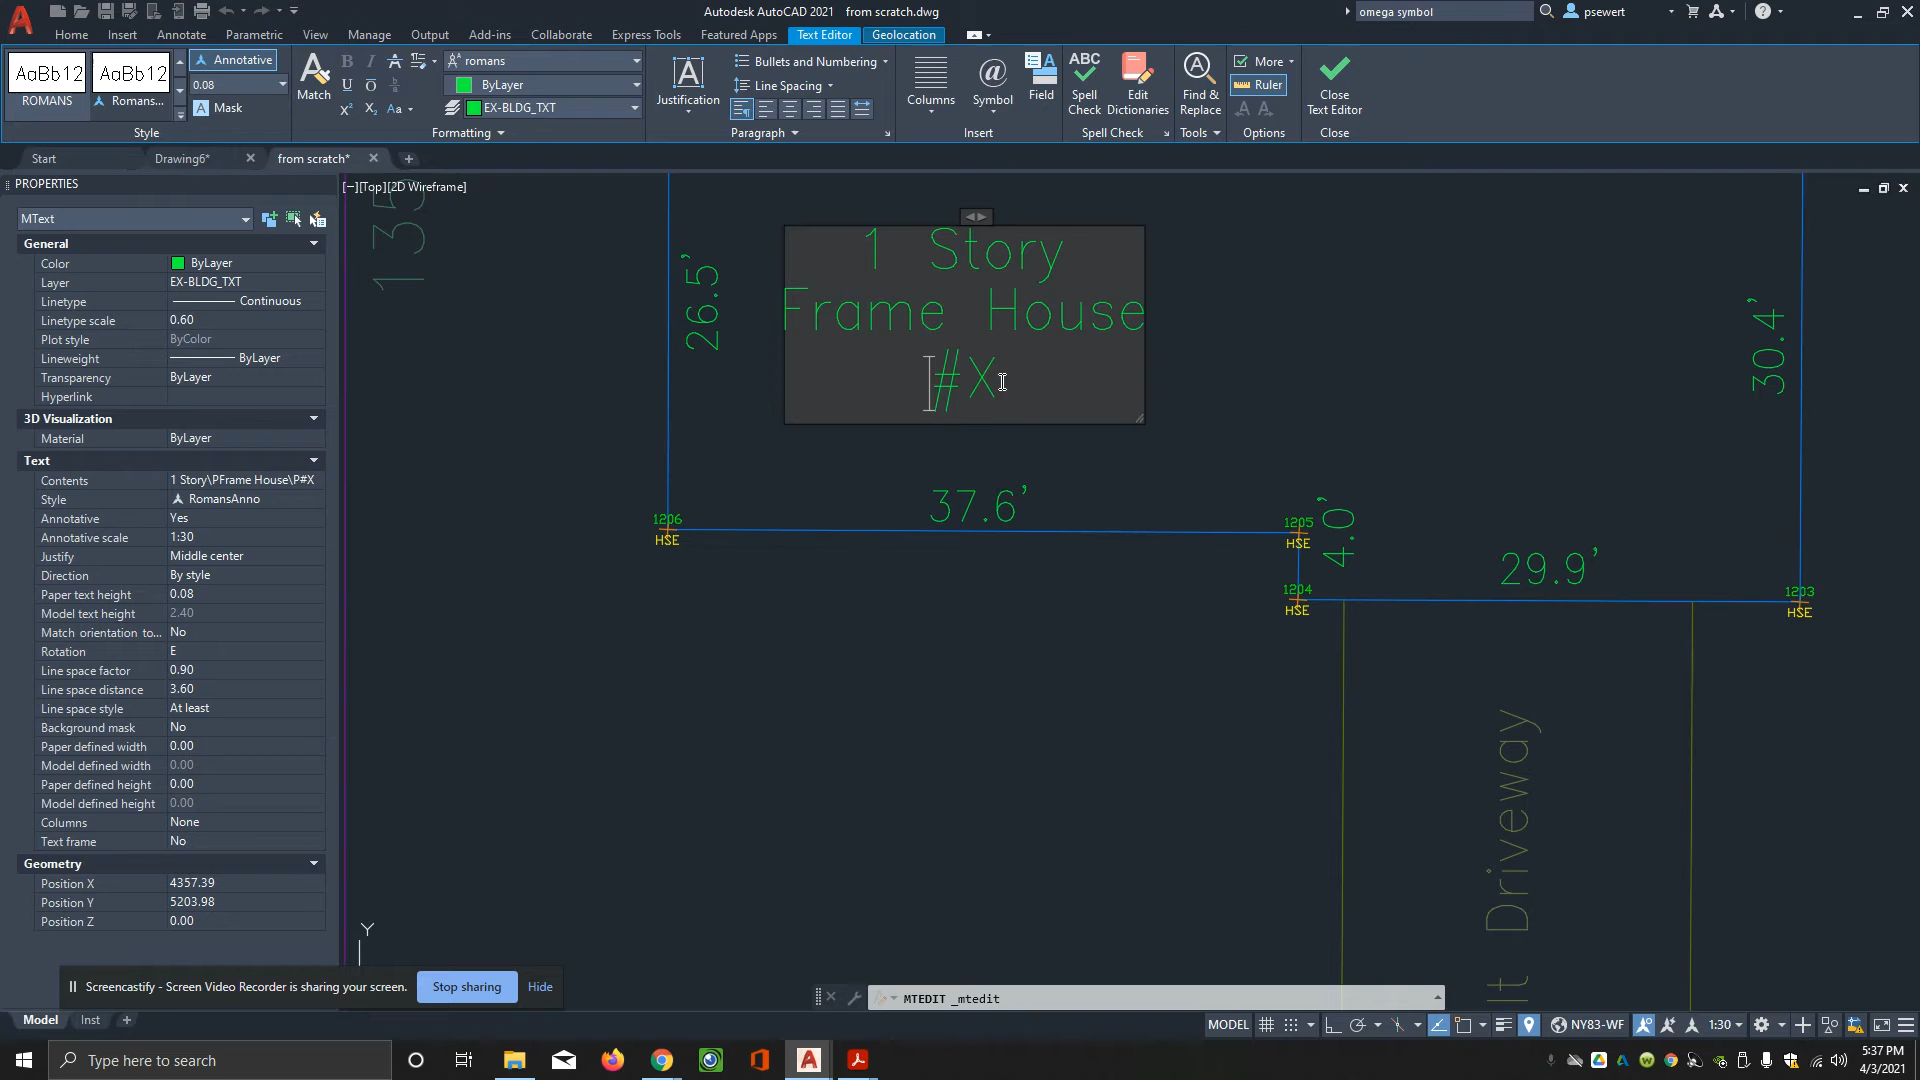 Autodesk AutoCAD 2021 from scratch.dwg
omega symbol
psewert
Home Insert Annotate Parametric View Manage Output Add-ins Collaborate Express Tools Featured Apps Text Editor Geolocation
AaBb12 AaBb12
ROMANS Romans...
Annotative
0.08
Mask
Style
Match
romans
ByLayer
EX-BLDG_TXT
Formatting
Justification
Bullets and Numbering
Line Spacing
Paragraph
Columns
Symbol
Field
Insert
Spell Check
Edit Dictionaries
Spell Check
Find & Replace
Tools
More
Ruler
Options
Close Text Editor
Close
Start Drawing6* from scratch*
PROPERTIES
MText
General
Color ByLayer
Layer EX-BLDG_TXT
Linetype Continuous
Linetype scale 0.60
Plot style ByColor
Lineweight ByLayer
Transparency ByLayer
Hyperlink
3D Visualization
Material ByLayer
Text
Contents 1 Story\PFrame House\P#X
Style RomansAnno
Annotative Yes
Annotative scale 1:30
Justify Middle center
Direction By style
Paper text height 0.08
Model text height 2.40
Match orientation to... No
Rotation E
Line space factor 0.90
Line space distance 3.60
Line space style At least
Background mask No
Paper defined width 0.00
Model defined width 0.00
Paper defined height 0.00
Model defined height 0.00
Columns None
Text frame No
Geometry
Position X 4357.39
Position Y 5203.98
Position Z 0.00
[−][Top][2D Wireframe]
135
26.5'
1 Story
Frame House
#X
30.4'
37.6'
1206
HSE
1205
HSE
4.0'
1204
HSE
29.9'
1203
HSE
t Driveway
Y
Screencastify - Screen Video Recorder is sharing your screen. Stop sharing Hide
MTEDIT _mtedit
Model Inst
MODEL NY83-WF 1:30
Type here to search
5:37 PM
4/3/2021